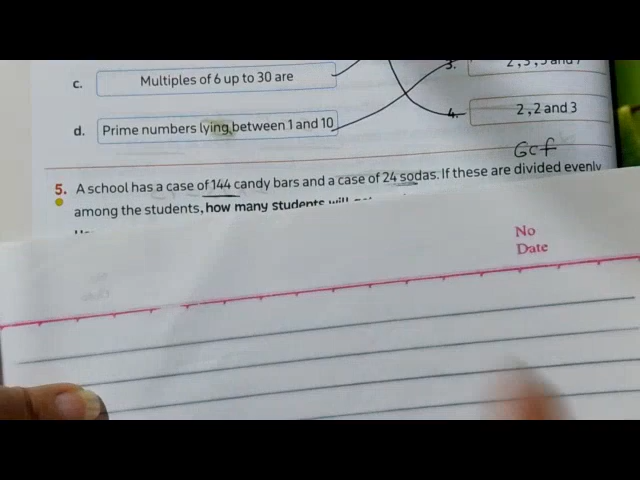 c. Multiples of 6 up to 30 are
3. 2, 3, 5 and 7
d. Prime numbers lying between 1 and 10
4. 2, 2 and 3
GCF
5. A school has a case of 144 candy bars and a case of 24 sodas. If these are divided evenly
among the students, how many students will
No
Date